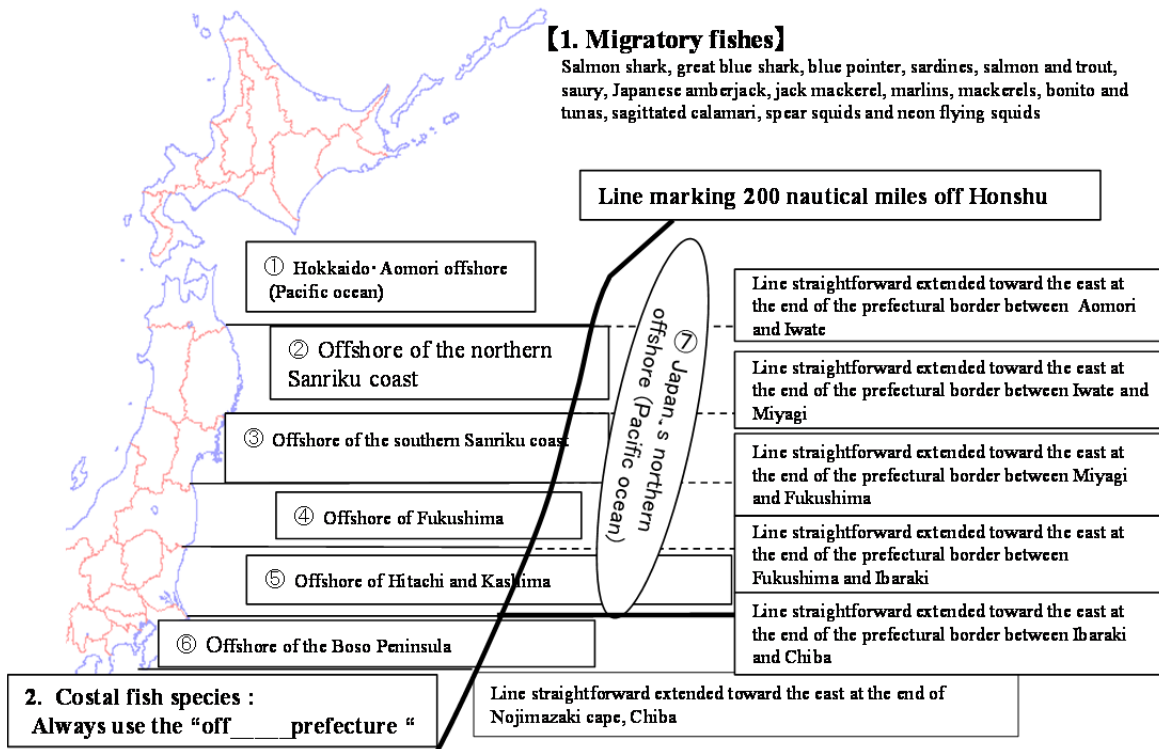 【1. Migratory fishes】
Salmon shark, great blue shark, blue pointer, sardines, salmon and trout,
saury, Japanese amberjack, jack mackerel, marlins, mackerels, bonito and
tunas, sagittated calamari, spear squids and neon flying squids
Line marking 200 nautical miles off Honshu
① Hokkaido・Aomori offshore
(Pacific ocean)
② Offshore of the northern
Sanriku coast
③ Offshore of the southern Sanriku coast
④ Offshore of Fukushima
⑤ Offshore of Hitachi and Kashima
⑥ Offshore of the Boso Peninsula
⑦ Japan、s northern
offshore (Pacific ocean)
Line straightforward extended toward the east at
the end of the prefectural border between Aomori
and Iwate
Line straightforward extended toward the east at
the end of the prefectural border between Iwate and
Miyagi
Line straightforward extended toward the east at
the end of the prefectural border between Miyagi
and Fukushima
Line straightforward extended toward the east at
the end of the prefectural border between
Fukushima and Ibaraki
Line straightforward extended toward the east at
the end of the prefectural border between Ibaraki
and Chiba
2. Costal fish species :
Always use the “off_____prefecture “
Line straightforward extended toward the east at the end of
Nojimazaki cape, Chiba